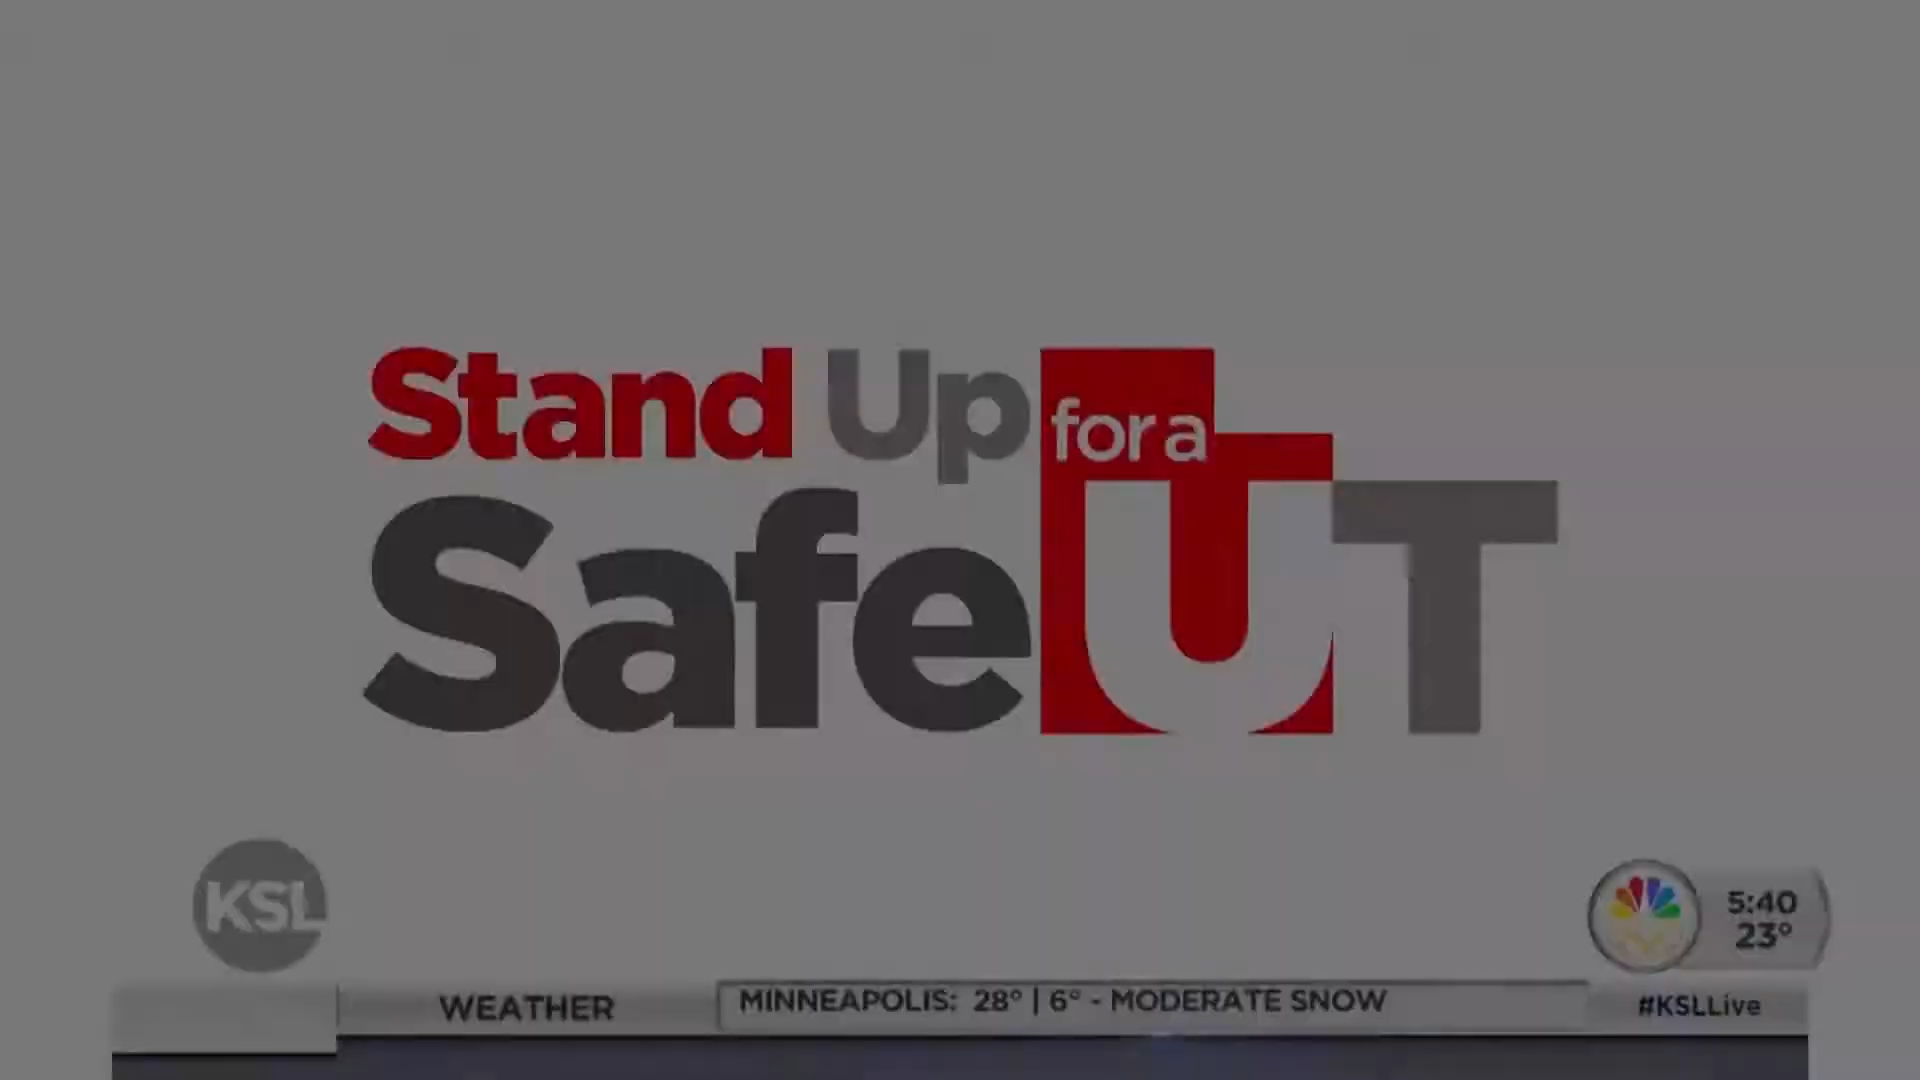 Stand Up for a
SafeUT
KSL
5:40
23°
WEATHER
MINNEAPOLIS: 28° | 6° - MODERATE SNOW
#KSLLive